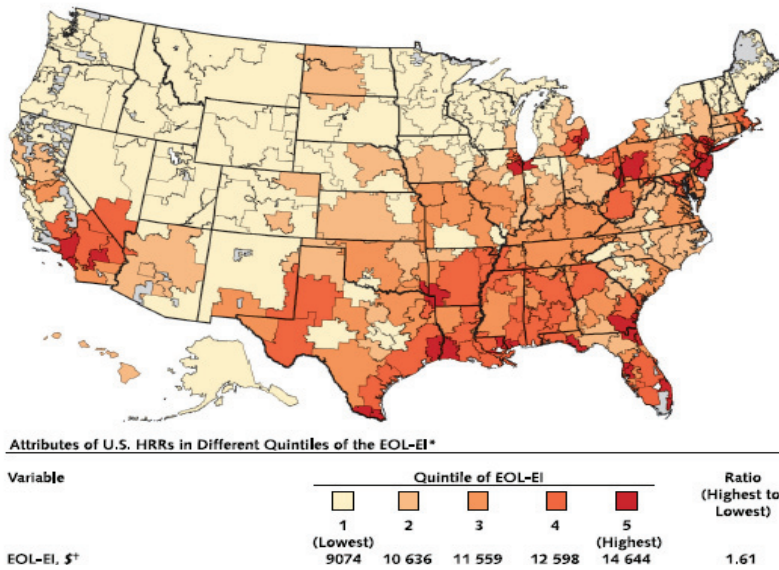 Attributes of U.S. HRRs in Different Quintiles of the EOL–EI*
Variable Quintile of EOL–EI Ratio
(Highest to
Lowest)
1 2 3 4 5
(Lowest) (Highest)
EOL–EI, $† 9074 10 636 11 559 12 598 14 644 1.61